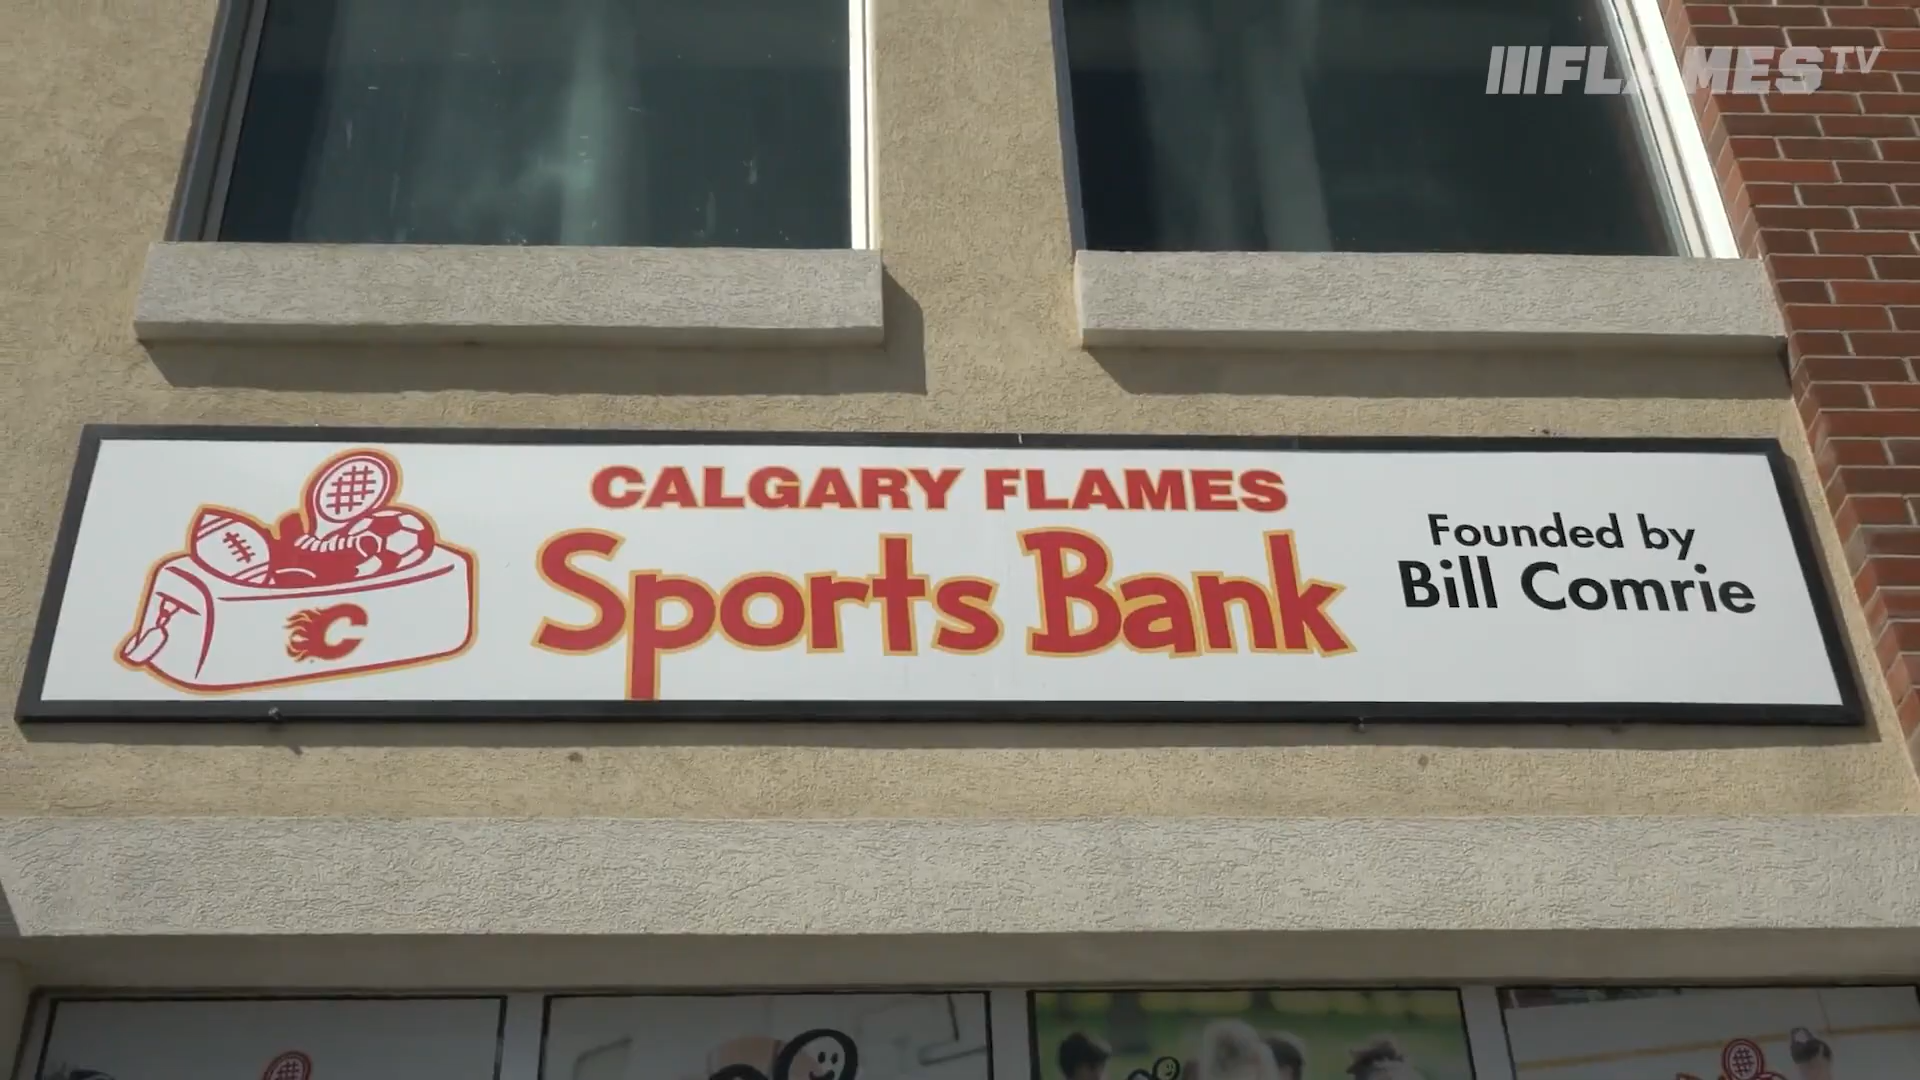 FLAMES TV
CALGARY FLAMES
Sports Bank
Founded by
Bill Comrie